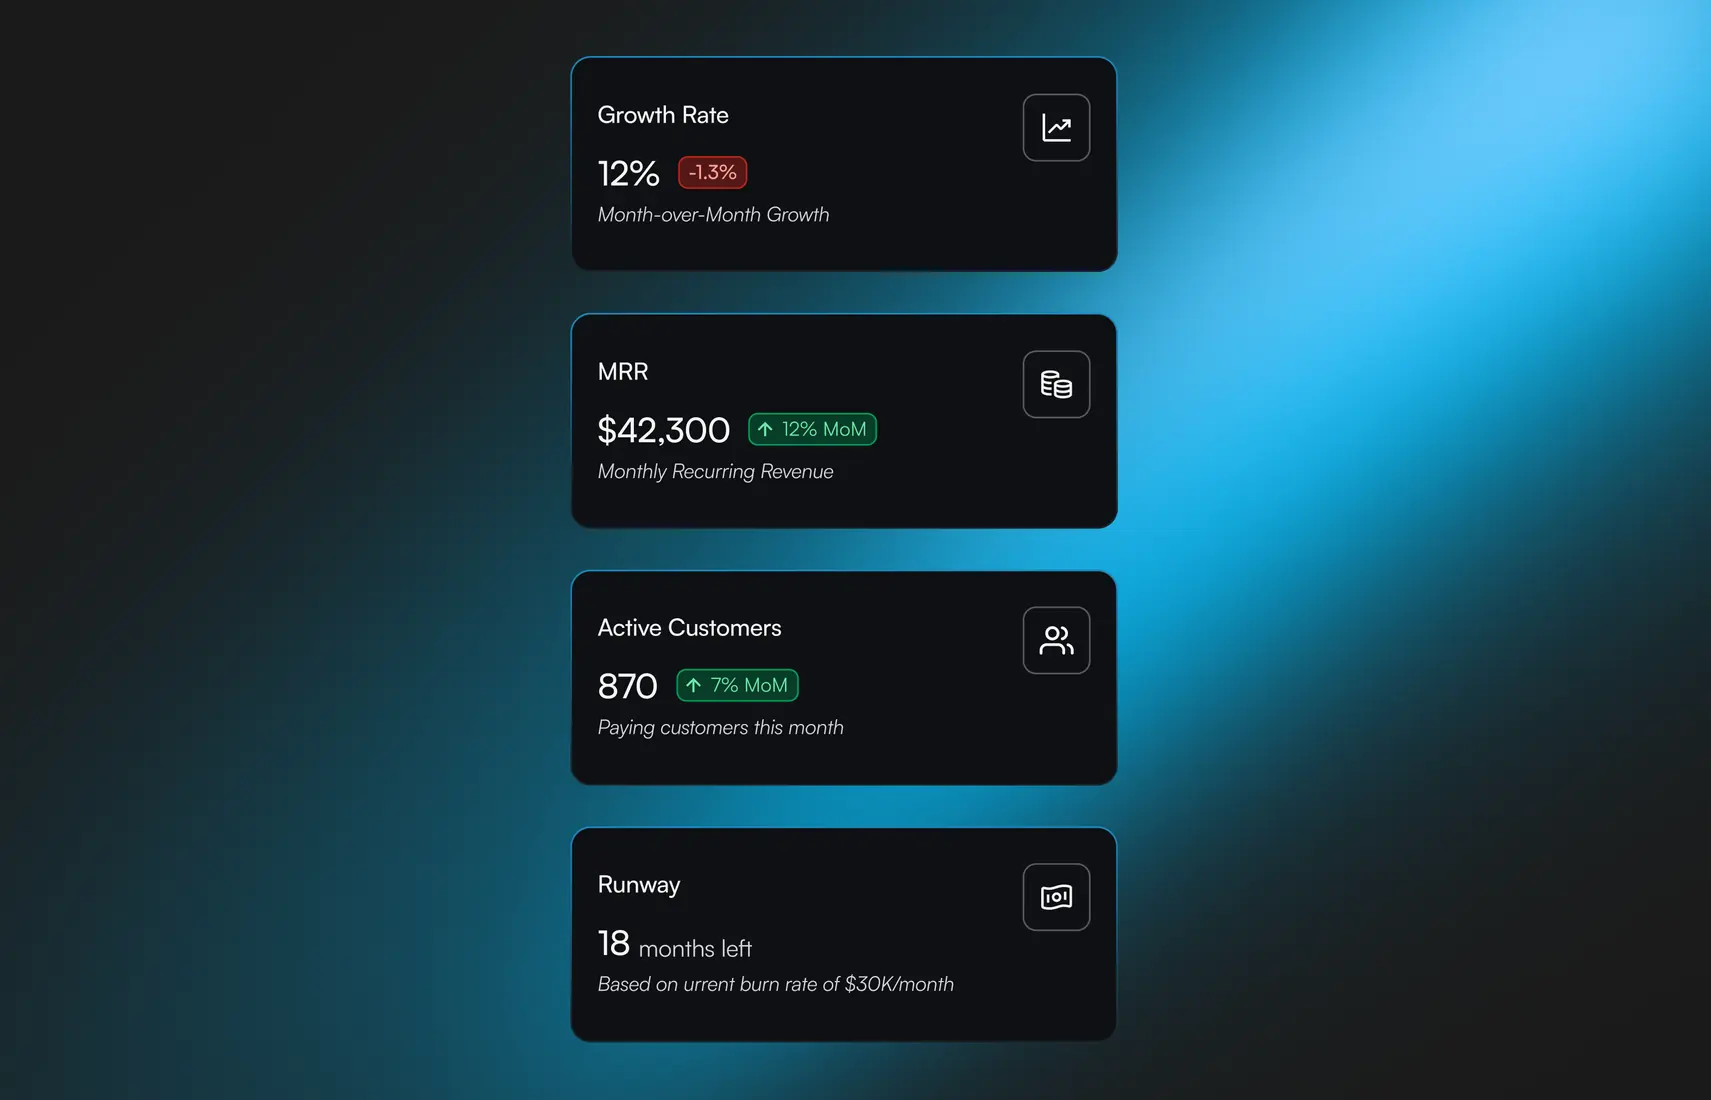 Growth Rate
12% -1.3%
Month-over-Month Growth
MRR
$42,300 ↑ 12% MoM
Monthly Recurring Revenue
Active Customers
870 ↑ 7% MoM
Paying customers this month
Runway
18 months left
Based on urrent burn rate of $30K/month